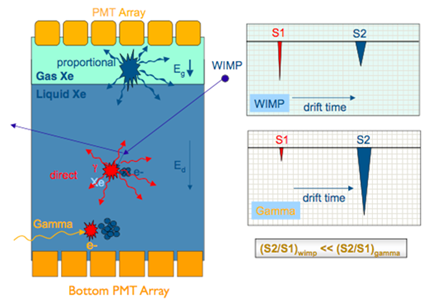 PMT Array
proportional
Gas Xe
Eg
WIMP
Liquid Xe
γ
direct
Xe
e-
Ed
Gamma
e-
Bottom PMT Array
S1
S2
WIMP
drift time
S1
S2
drift time
Gamma
(S2/S1)wimp << (S2/S1)gamma